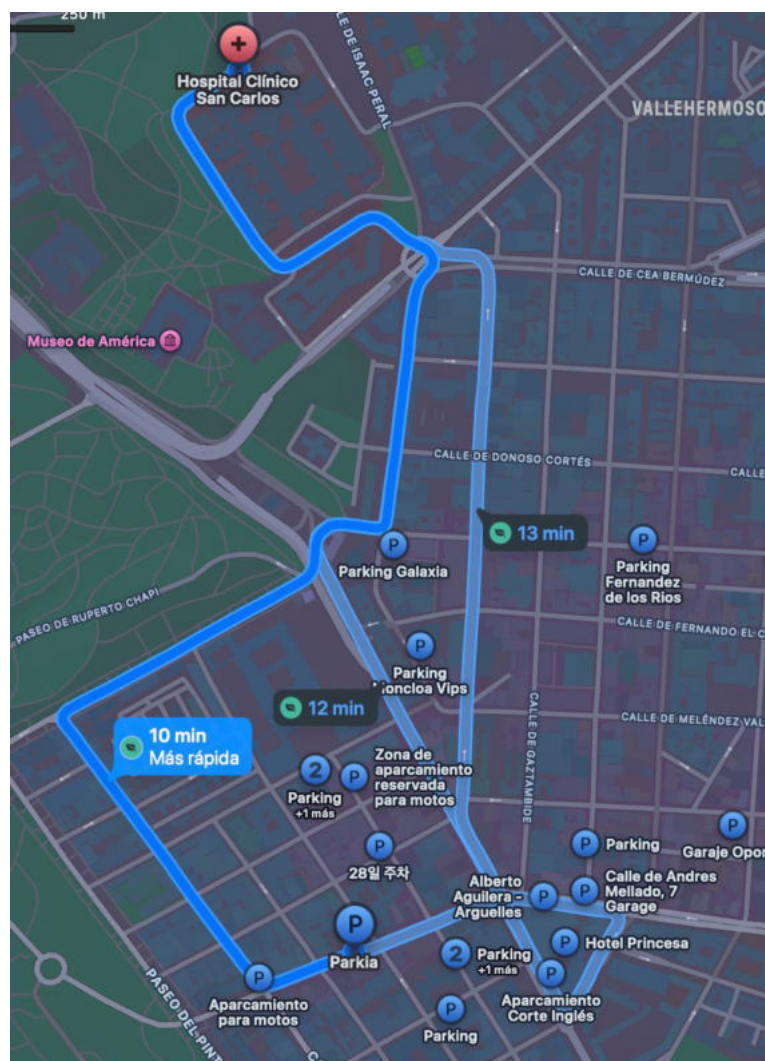 250 m
Hospital Clínico
San Carlos
CALLE DE ISAAC PERAL
VALLEHERMOSO
CALLE DE CEA BERMÚDEZ
Museo de América
CALLE DE DONOSO CORTÉS
CALLE
13 min
P
Parking Galaxia
P
Parking
Fernandez
de los Rios
PASEO DE RUPERTO CHAPI
CALLE DE FERNANDO EL C
P
Parking
Moncloa Vips
12 min
10 min
Más rápida
CALLE DE MELÉNDEZ VAL
CALLE DE GAZTAMBIDE
2
Parking
+1 más
P
Zona de
aparcamiento
reservada
para motos
P
28일 주차
P
Parking
P
Garaje Opor
P
Calle de Andres
Mellado, 7
Garage
Alberto
Aguilera -
Arguelles
P
P
Parkia
P
Hotel Princesa
2
Parking
+1 más
P
Aparcamiento
Corte Inglés
P
Aparcamiento
para motos
P
Parking
PASEO DEL PINT